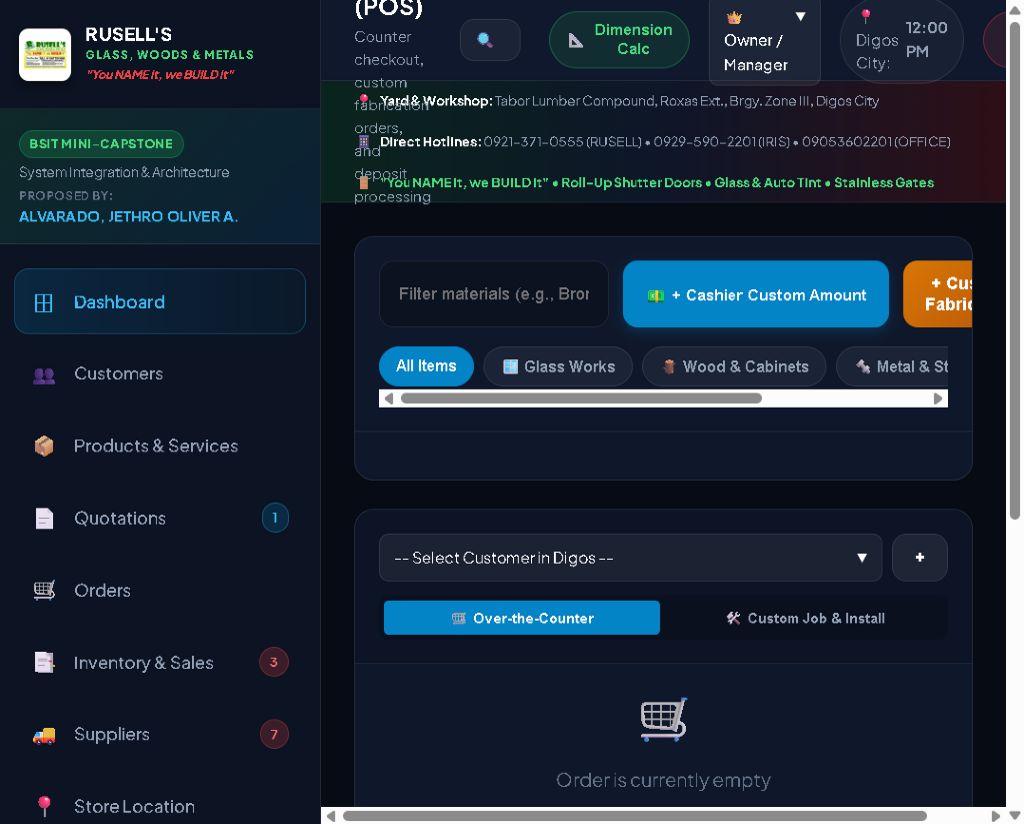 RUSELL'S
GLASS, WOODS & METALS
"You NAME It, we BUILD It"
BSIT MINI-CAPSTONE
System Integration & Architecture
PROPOSED BY:
ALVARADO, JETHRO OLIVER A.
Dashboard
Customers
Products & Services
Quotations
1
Orders
Inventory & Sales
3
Suppliers
7
Store Location
(POS)
Counter
checkout,
custom
fabrication
orders,
and
deposit
processing
Dimension
Calc
Owner /
Manager
Digos
City:
12:00
PM
Yard & Workshop: Tabor Lumber Compound, Roxas Ext., Brgy. Zone III, Digos City
Direct Hotlines: 0921-371-0555 (RUSELL) • 0929-590-2201 (IRIS) • 09053602201 (OFFICE)
"You NAME It, we BUILD It" • Roll-Up Shutter Doors • Glass & Auto Tint • Stainless Gates
Filter materials (e.g., Bron
+ Cashier Custom Amount
+ Cus
Fabric
All Items
Glass Works
Wood & Cabinets
Metal & St
-- Select Customer in Digos --
+
Over-the-Counter
Custom Job & Install
Order is currently empty